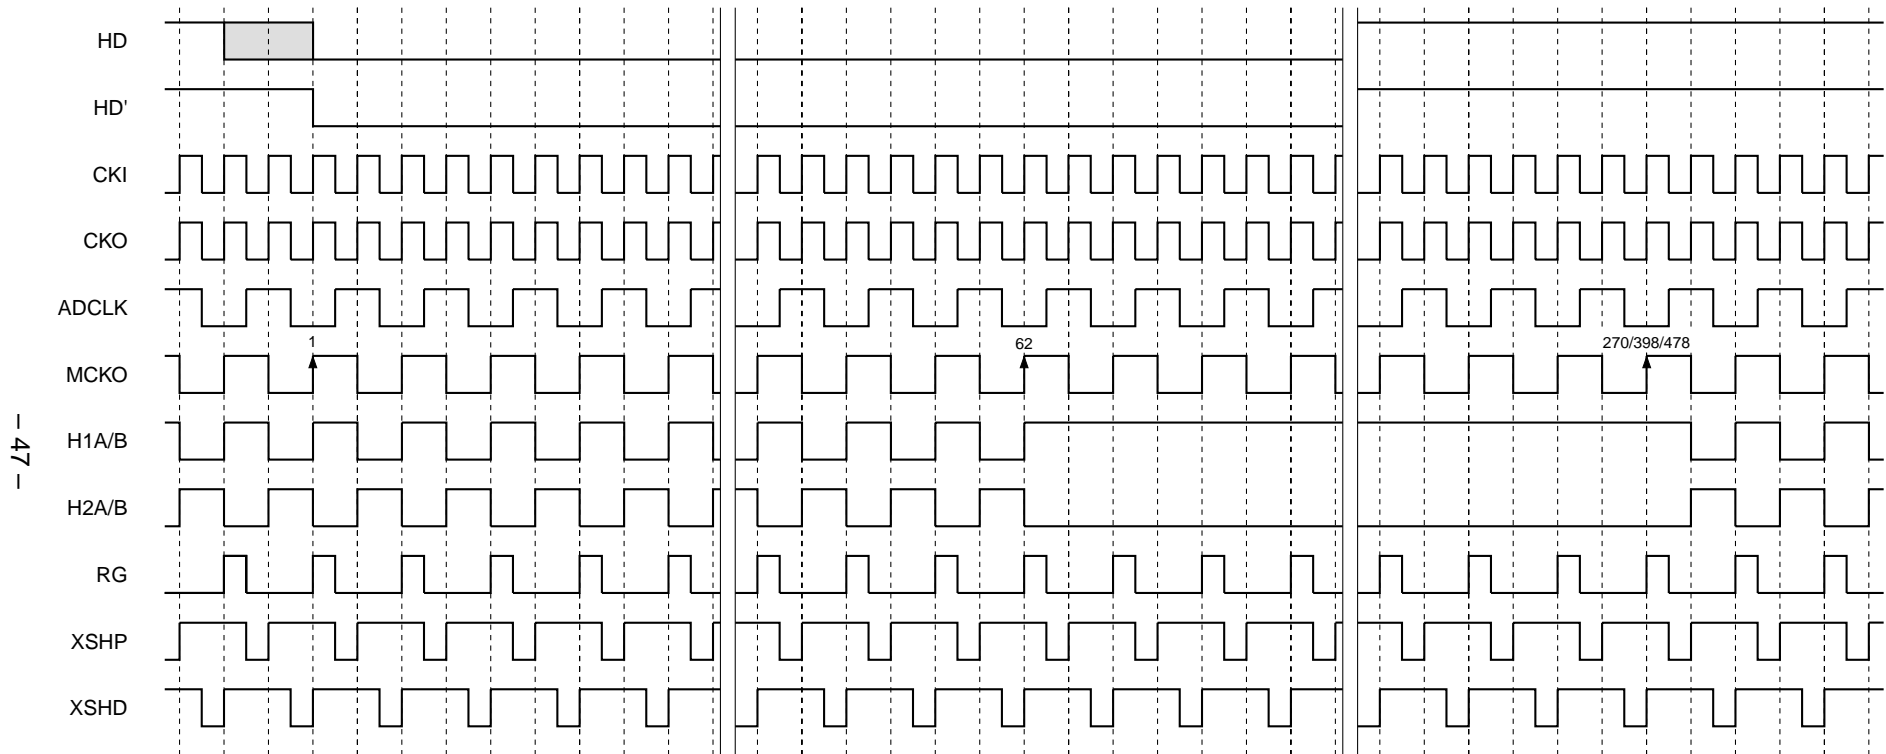 HD
HD'
CKI
CKO
ADCLK
1
62
270/398/478
MCKO
H1A/B
H2A/B
RG
XSHP
XSHD
– 47 –